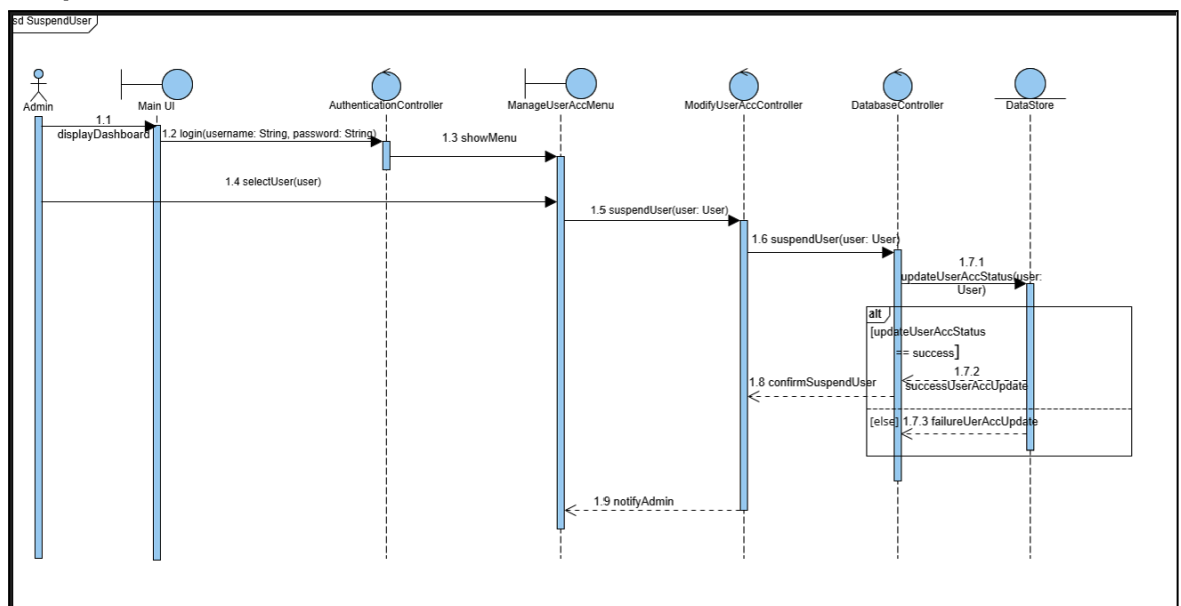 sd SuspendUser
Admin
Main UI
AuthenticationController
ManageUserAccMenu
ModifyUserAccController
DatabaseController
DataStore
1.1
displayDashboard
1.2 login(username: String, password: String)
1.3 showMenu
1.4 selectUser(user)
1.5 suspendUser(user: User)
1.6 suspendUser(user: User)
1.7.1
updateUserAccStatus(user:
User)
alt
[updateUserAccStatus
== success]
1.7.2
successUserAccUpdate
1.8 confirmSuspendUser
[else] 1.7.3 failureUerAccUpdate
1.9 notifyAdmin